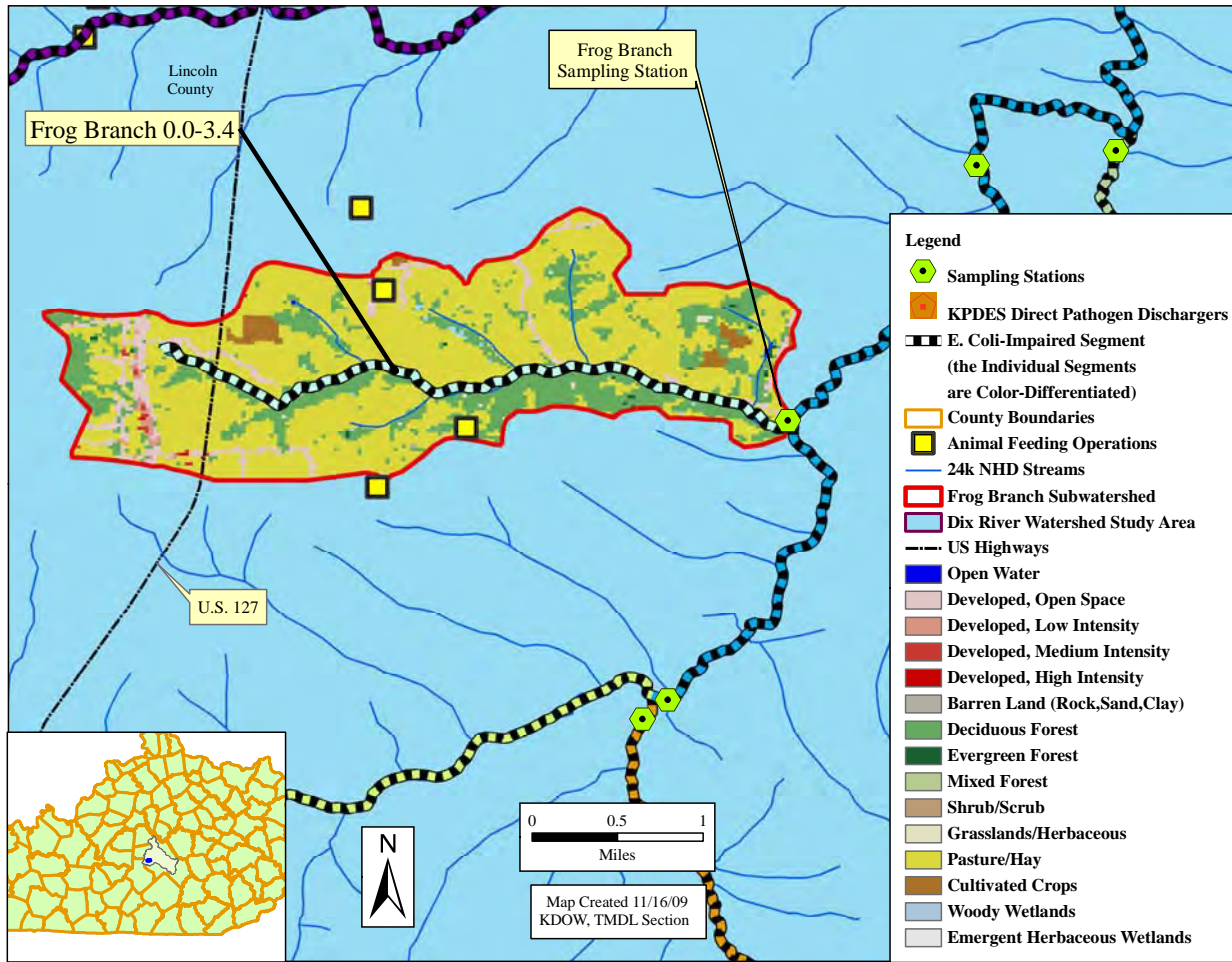 Lincoln
County
Frog Branch
Sampling Station
Frog Branch 0.0-3.4
U.S. 127
Legend
Sampling Stations
KPDES Direct Pathogen Dischargers
E. Coli-Impaired Segment
(the Individual Segments
are Color-Differentiated)
County Boundaries
Animal Feeding Operations
24k NHD Streams
Frog Branch Subwatershed
Dix River Watershed Study Area
US Highways
Open Water
Developed, Open Space
Developed, Low Intensity
Developed, Medium Intensity
Developed, High Intensity
Barren Land (Rock,Sand,Clay)
Deciduous Forest
Evergreen Forest
Mixed Forest
Shrub/Scrub
Grasslands/Herbaceous
Pasture/Hay
Cultivated Crops
Woody Wetlands
Emergent Herbaceous Wetlands
N
0 0.5 1
Miles
Map Created 11/16/09
KDOW, TMDL Section